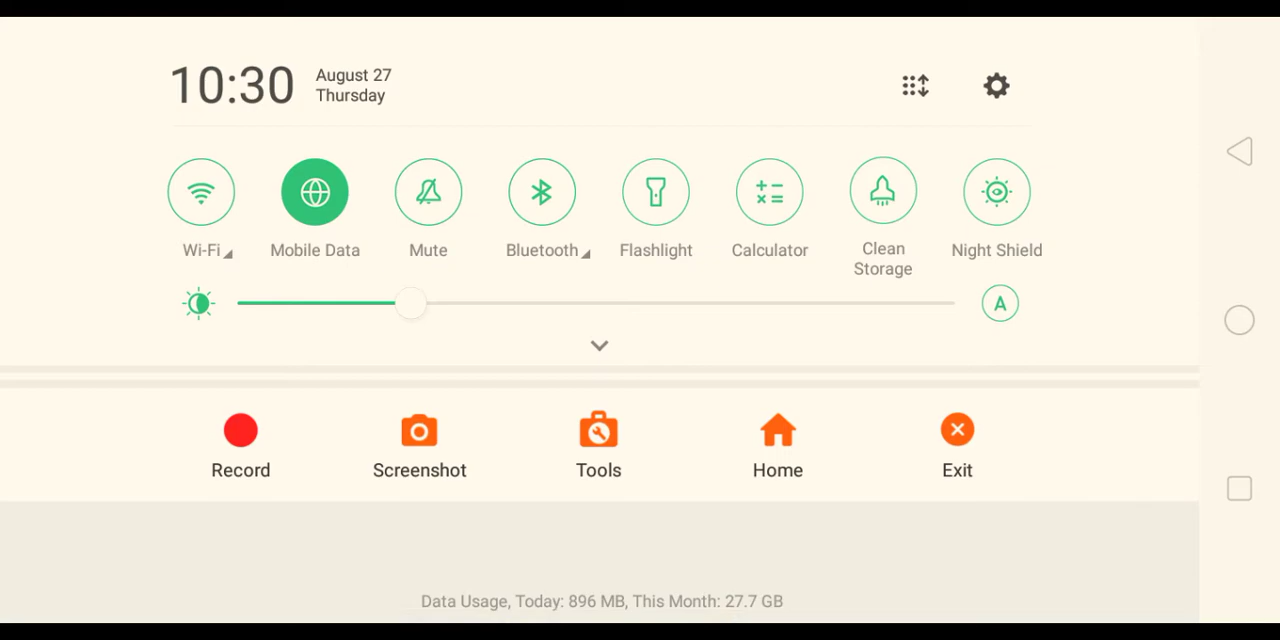 10:30
August 27
Thursday
Wi-Fi
Mobile Data
Mute
Bluetooth
Flashlight
Calculator
Clean
Storage
Night Shield
A
Record
Screenshot
Tools
Home
Exit
Data Usage, Today: 896 MB, This Month: 27.7 GB